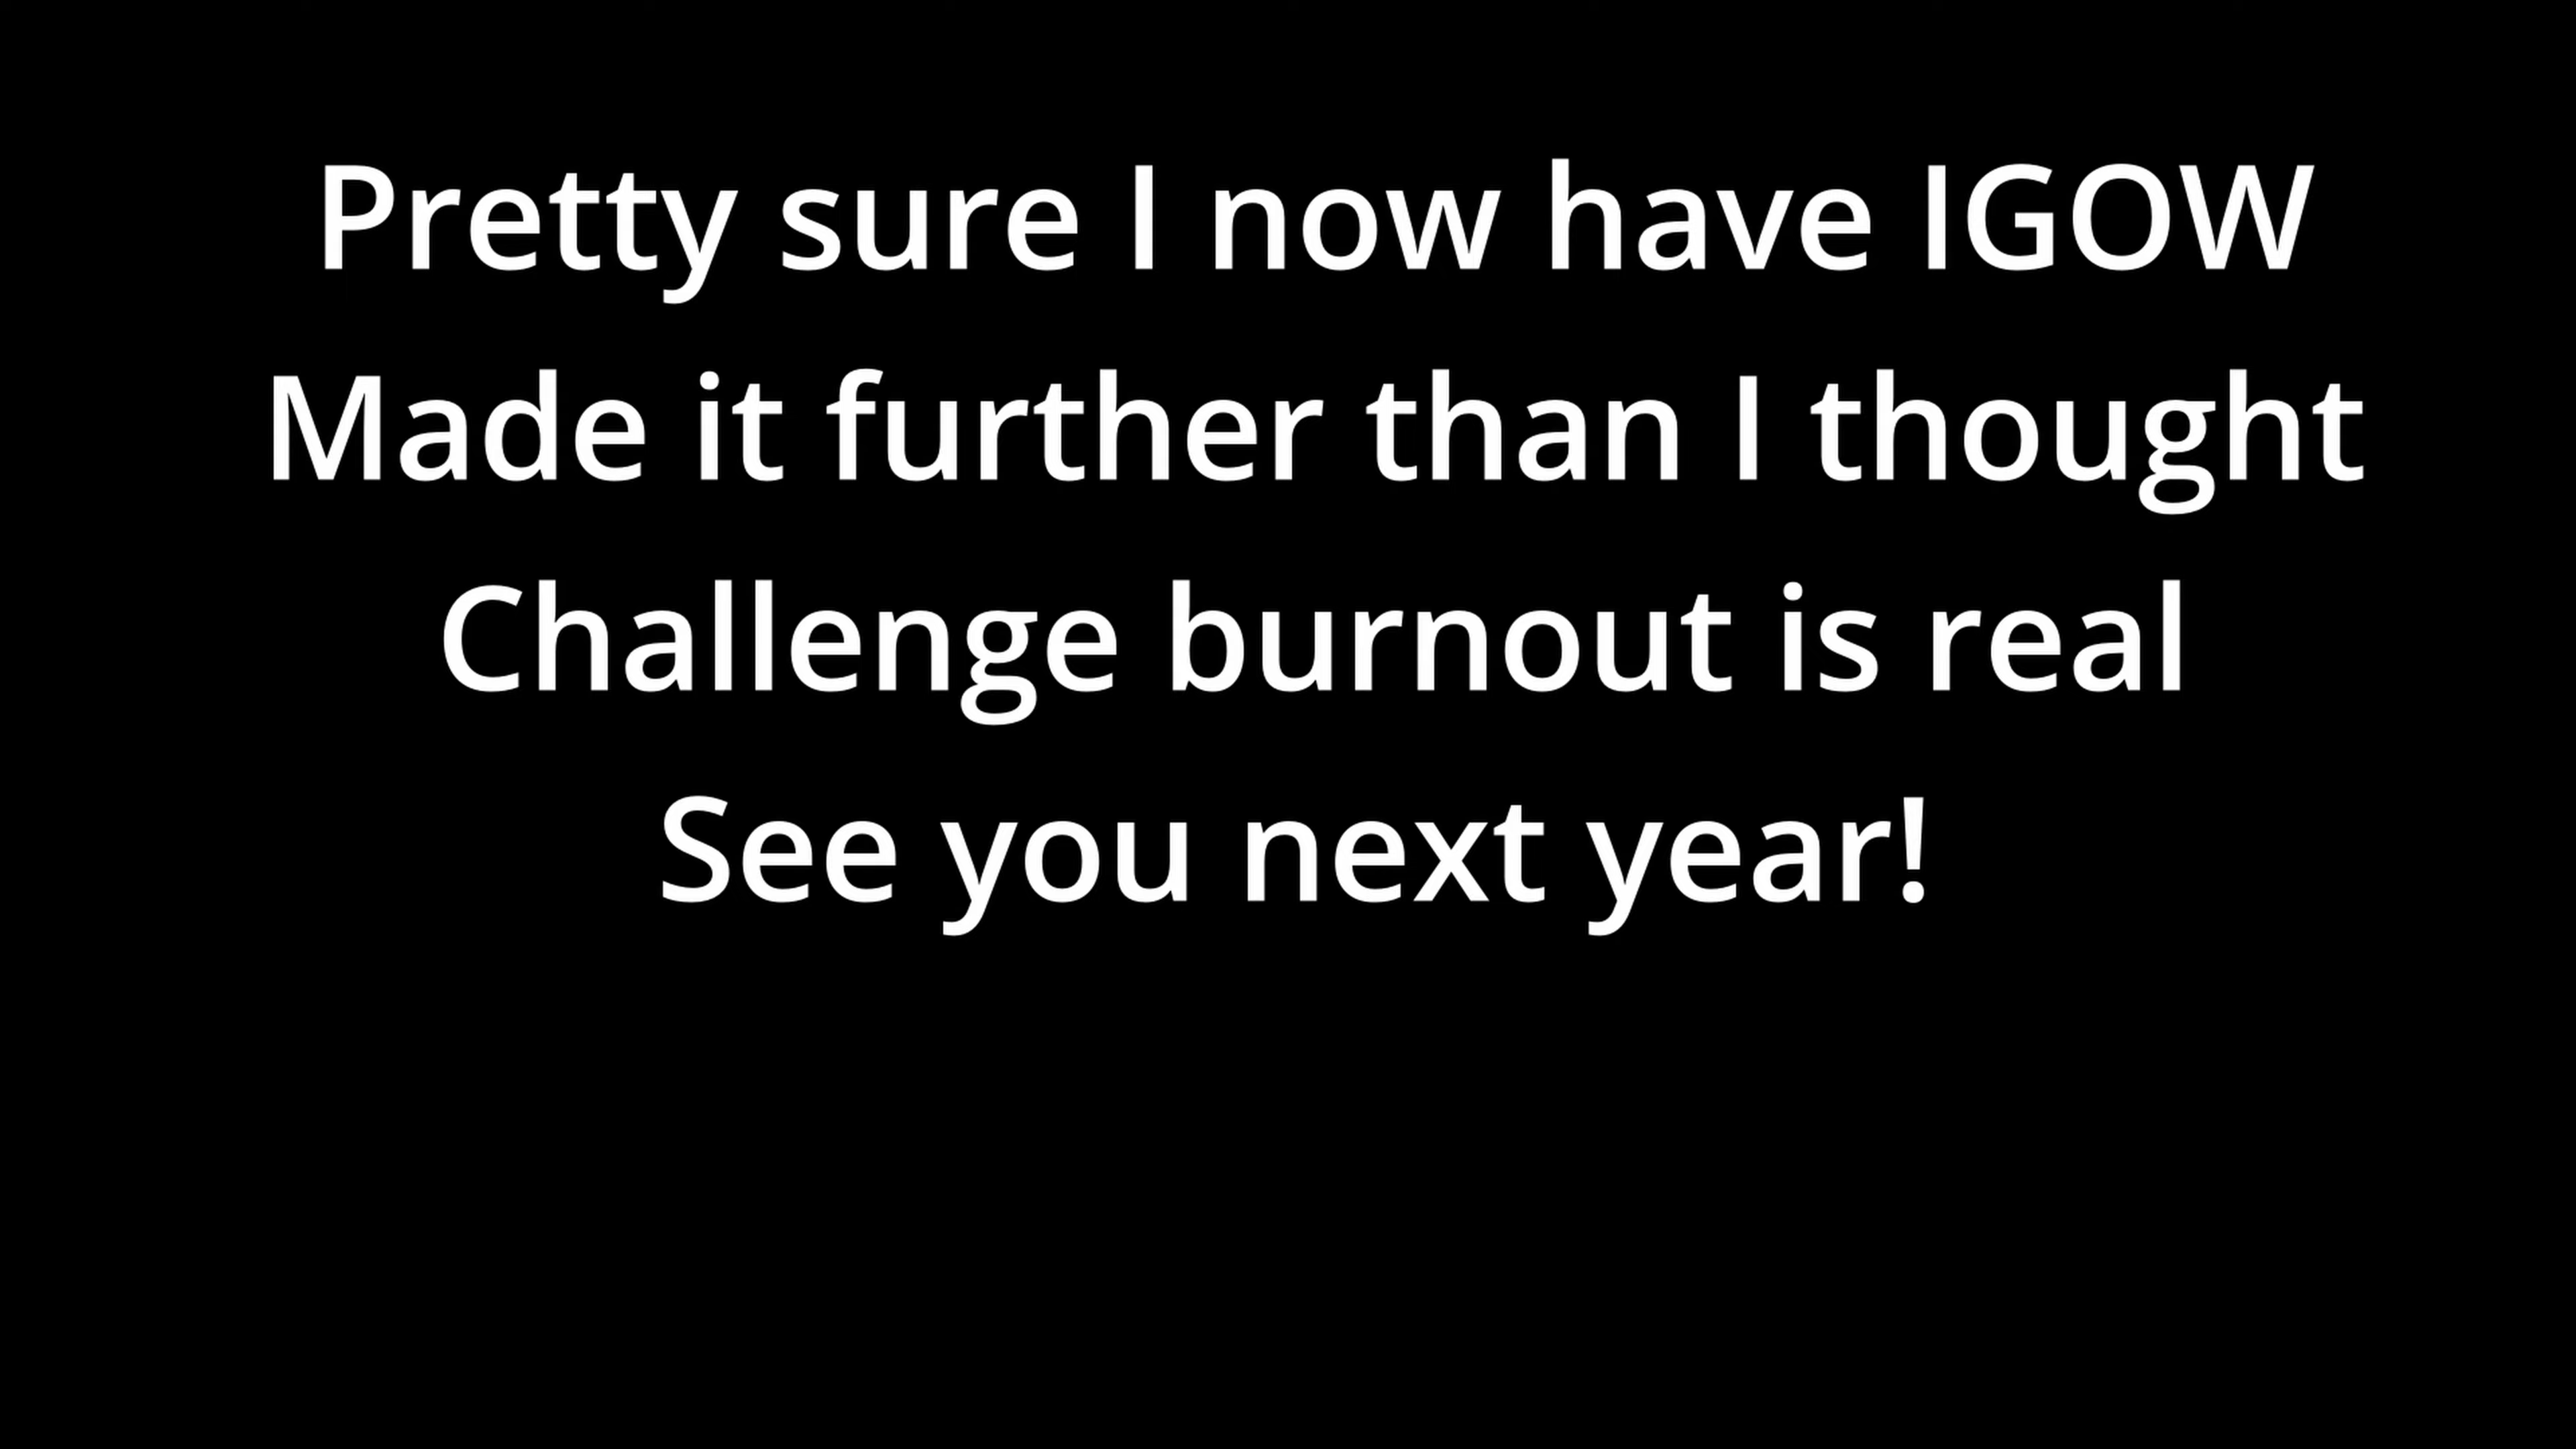 Pretty sure I now have IGOW
Made it further than I thought
Challenge burnout is real
See you next year!